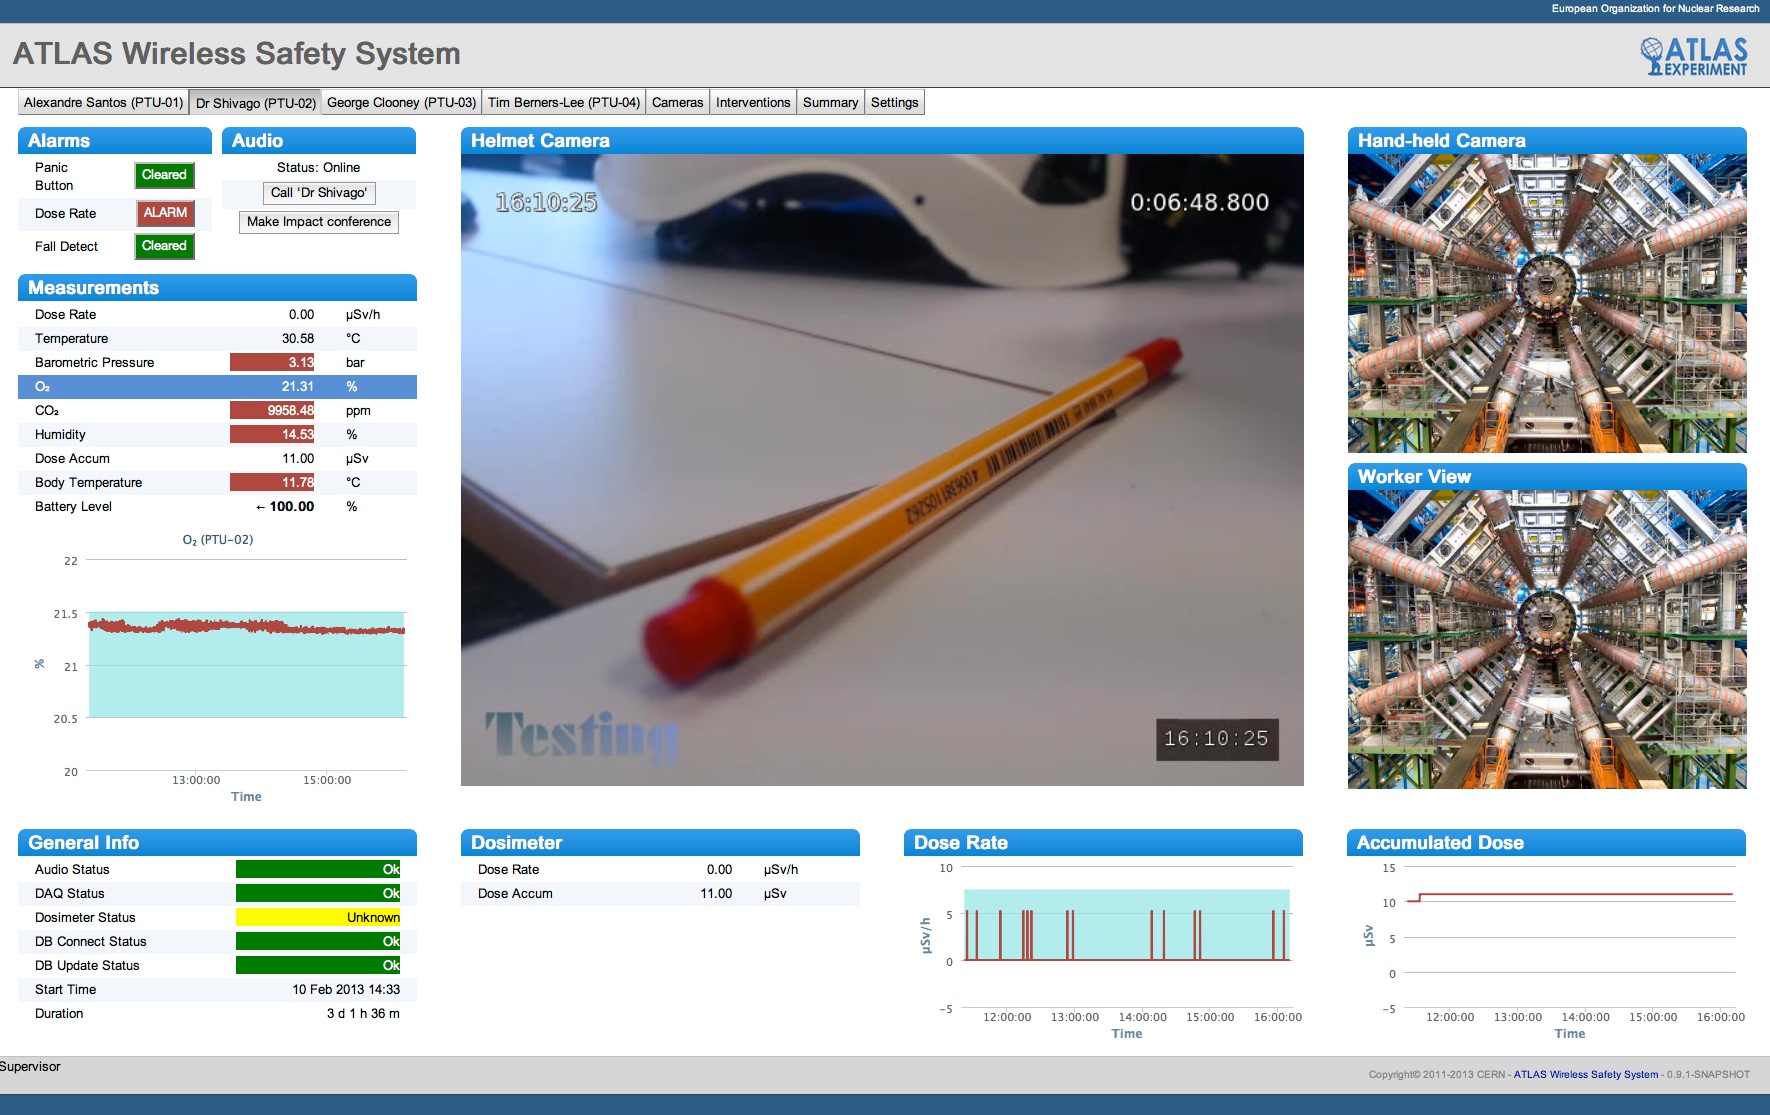 European Organization for Nuclear Research
ATLAS Wireless Safety System
ATLAS
EXPERIMENT
Alexandre Santos (PTU-01) Dr Shivago (PTU-02) George Clooney (PTU-03) Tim Berners-Lee (PTU-04) Cameras Interventions Summary Settings
Alarms
Panic
Button Cleared
Dose Rate ALARM
Fall Detect Cleared
Audio
Status: Online
Call 'Dr Shivago'
Make Impact conference
Measurements
Dose Rate 0.00 µSv/h
Temperature 30.58 °C
Barometric Pressure 3.13 bar
O₂ 21.31 %
CO₂ 9958.48 ppm
Humidity 14.53 %
Dose Accum 11.00 µSv
Body Temperature 11.78 °C
Battery Level ← 100.00 %
O₂ (PTU-02)
22
21.5
21
20.5
20
%
13:00:00 15:00:00
Time
Helmet Camera
16:10:25 0:06:48.800
4 006381 105262
Testing
16:10:25
Hand-held Camera
Worker View
General Info
Audio Status Ok
DAQ Status Ok
Dosimeter Status Unknown
DB Connect Status Ok
DB Update Status Ok
Start Time 10 Feb 2013 14:33
Duration 3 d 1 h 36 m
Dosimeter
Dose Rate 0.00 µSv/h
Dose Accum 11.00 µSv
Dose Rate
10
5
0
-5
µSv/h
12:00:00 13:00:00 14:00:00 15:00:00 16:00:00
Time
Accumulated Dose
15
10
5
0
-5
µSv
12:00:00 13:00:00 14:00:00 15:00:00 16:00:00
Time
Supervisor
Copyright© 2011-2013 CERN - ATLAS Wireless Safety System - 0.9.1-SNAPSHOT